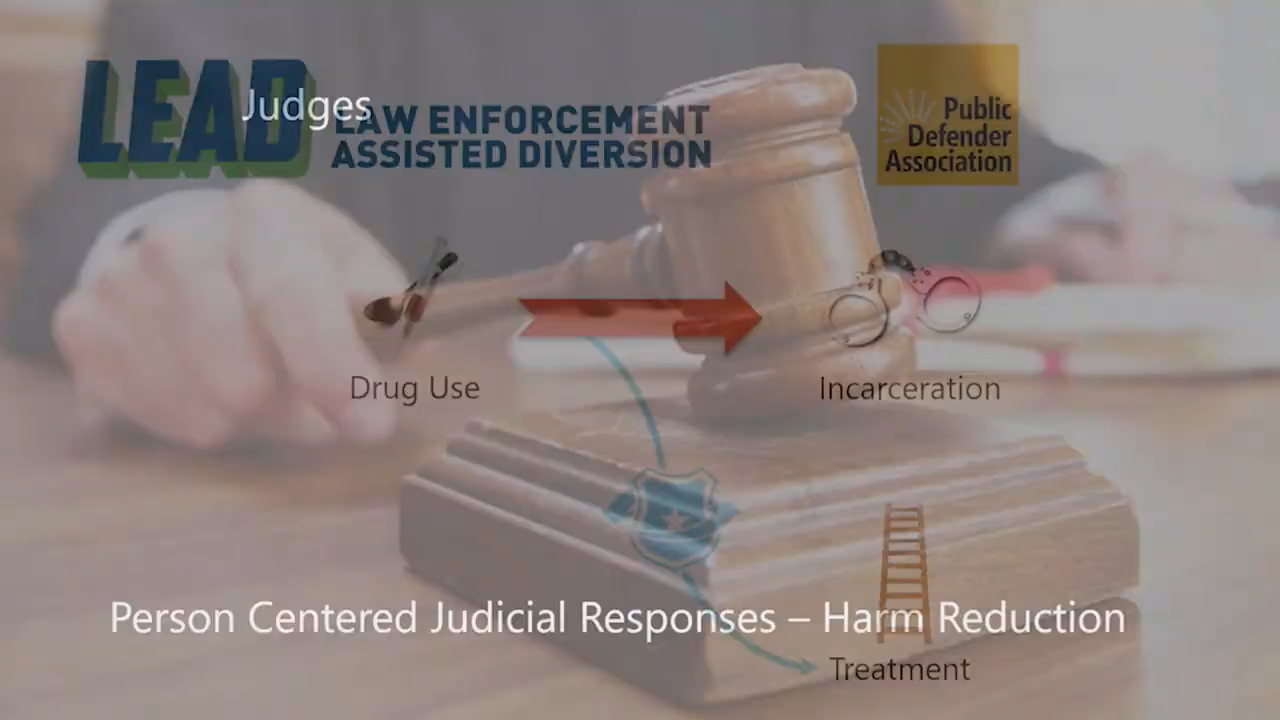 LEAD
Judges
LAW ENFORCEMENT
ASSISTED DIVERSION
Public
Defender
Association
Drug Use
Incarceration
Person Centered Judicial Responses – Harm Reduction
Treatment